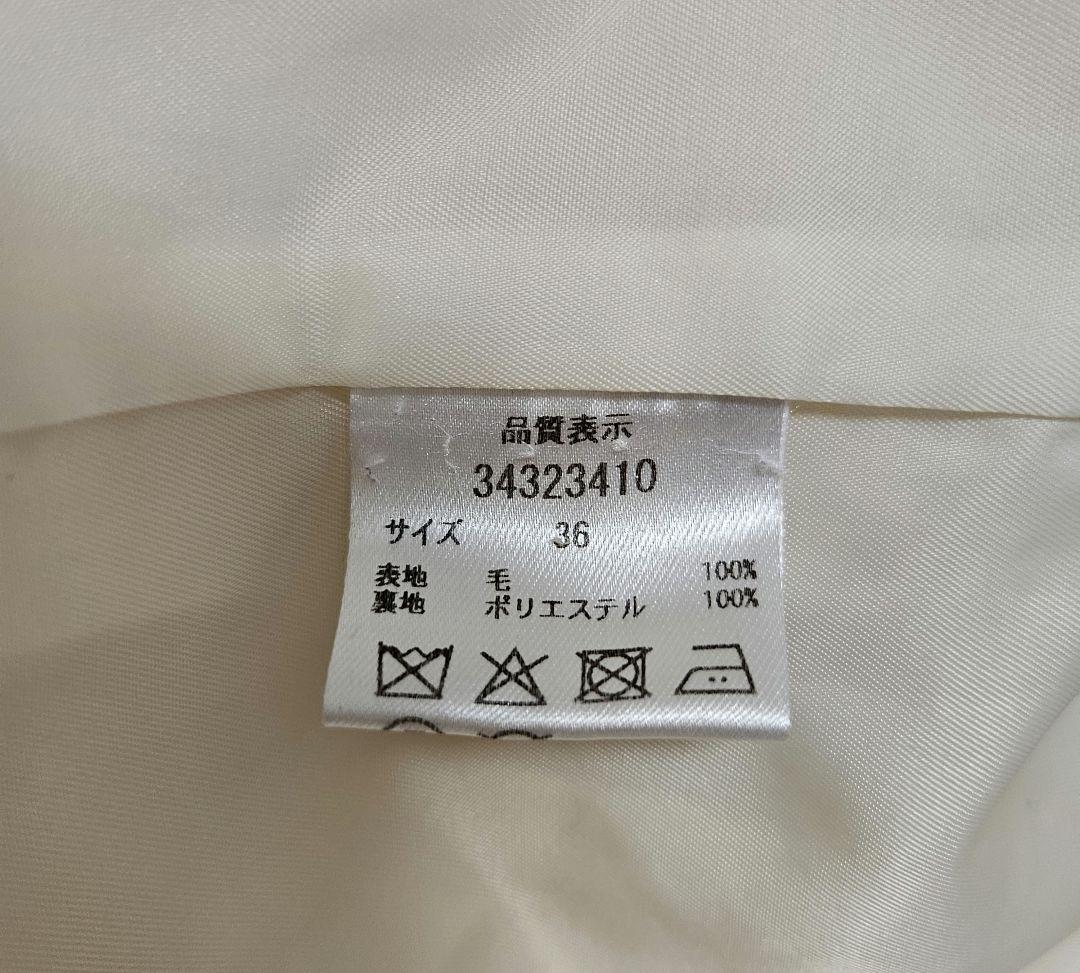 品質表示
34323410
サイズ 36
表地 毛 100%
裏地 ポリエステル 100%